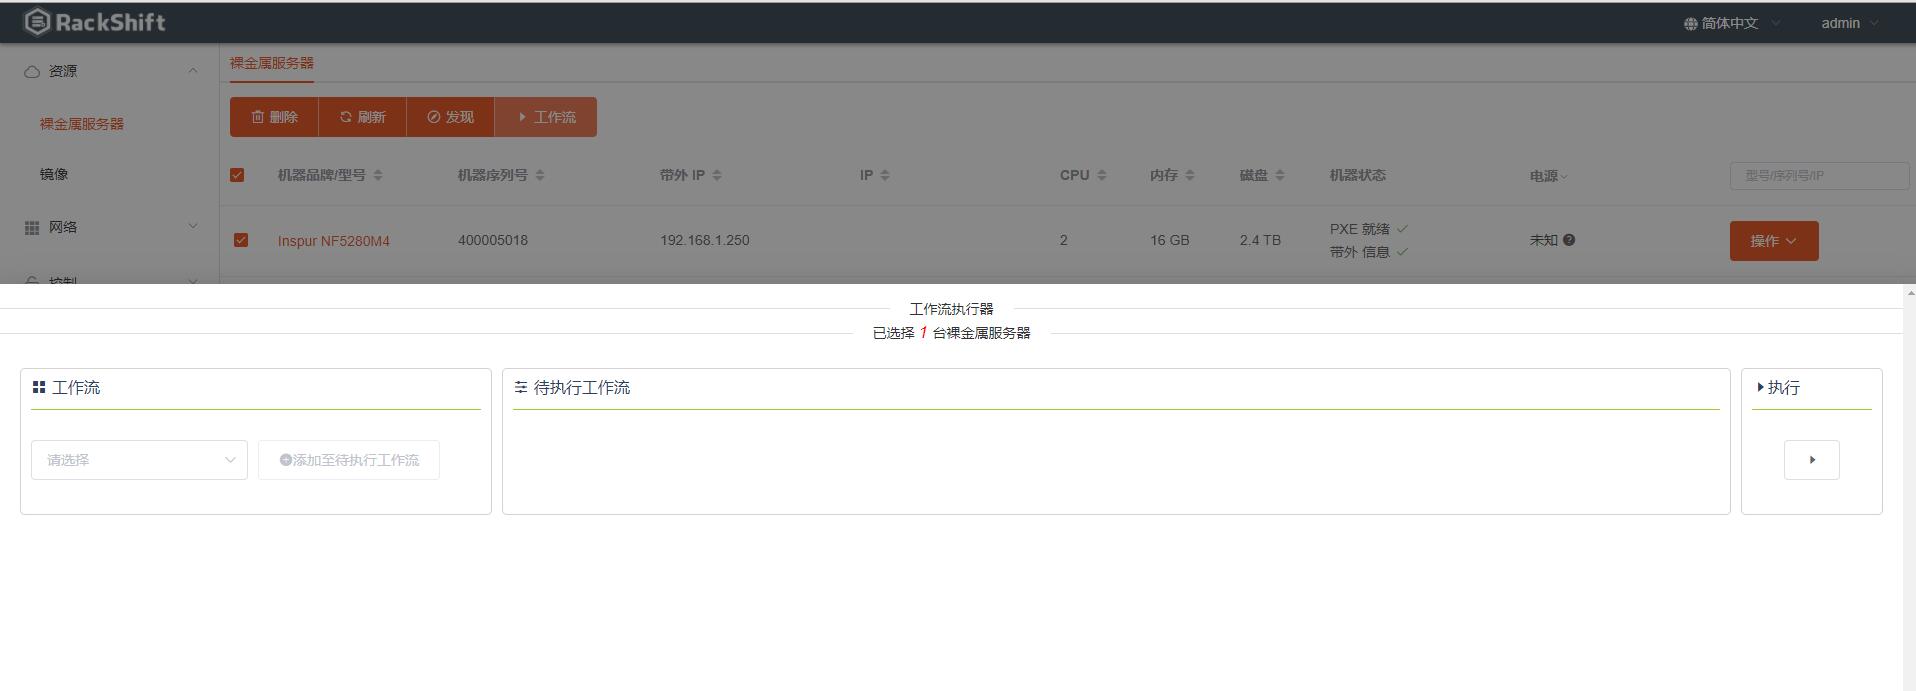 RackShift
简体中文
admin
资源
裸金属服务器
镜像
网络
控制
裸金属服务器
删除 刷新 发现 工作流
机器品牌/型号 机器序列号 带外 IP IP CPU 内存 磁盘 机器状态 电源 型号/序列号/IP
Inspur NF5280M4 400005018 192.168.1.250 2 16 GB 2.4 TB PXE 就绪 未知 操作
带外 信息
工作流执行器
已选择 1 台裸金属服务器
工作流
请选择 添加至待执行工作流
待执行工作流
执行